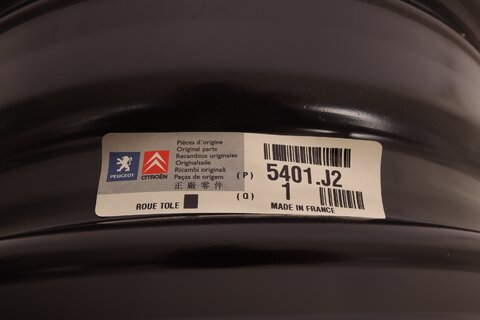 PEUGEOT
CITROËN
Pièces d'origine
Original parts
Recambios originales
Originalteile
Ricambi originali
Peças de origem
正廠零件
ROUE TOLE
(P) 5401.J2
(Q) 1
MADE IN FRANCE